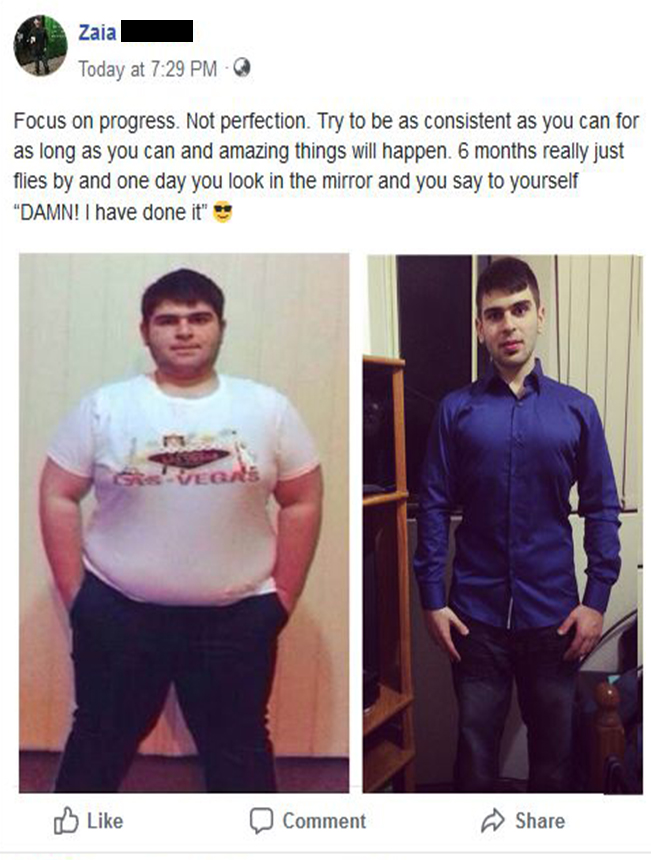 Zaia
Today at 7:29 PM ·
Focus on progress. Not perfection. Try to be as consistent as you can for
as long as you can and amazing things will happen. 6 months really just
flies by and one day you look in the mirror and you say to yourself
“DAMN! I have done it” 😎
LAS-VEGAS
Like
Comment
Share